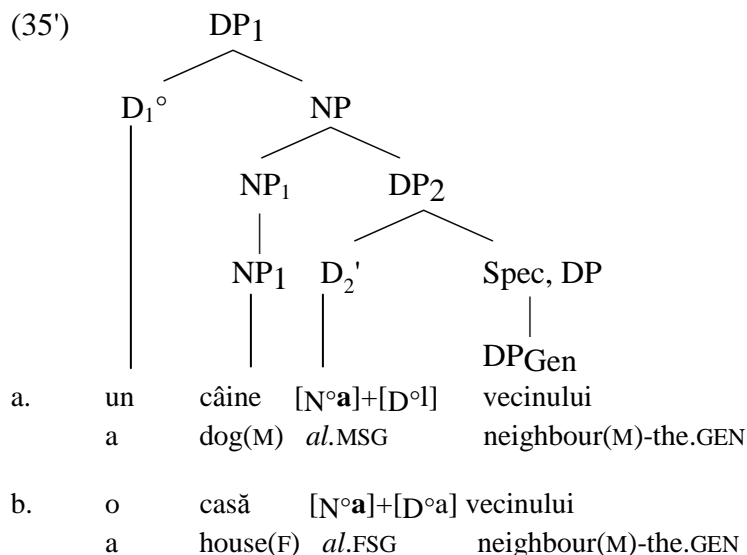 (35') DP1
D1° NP
NP1 DP2
NP1 D2' Spec, DP
DPGen
a. un câine [N°a]+[D°l] vecinului
a dog(M) al.MSG neighbour(M)-the.GEN
b. o casă [N°a]+[D°a] vecinului
a house(F) al.FSG neighbour(M)-the.GEN